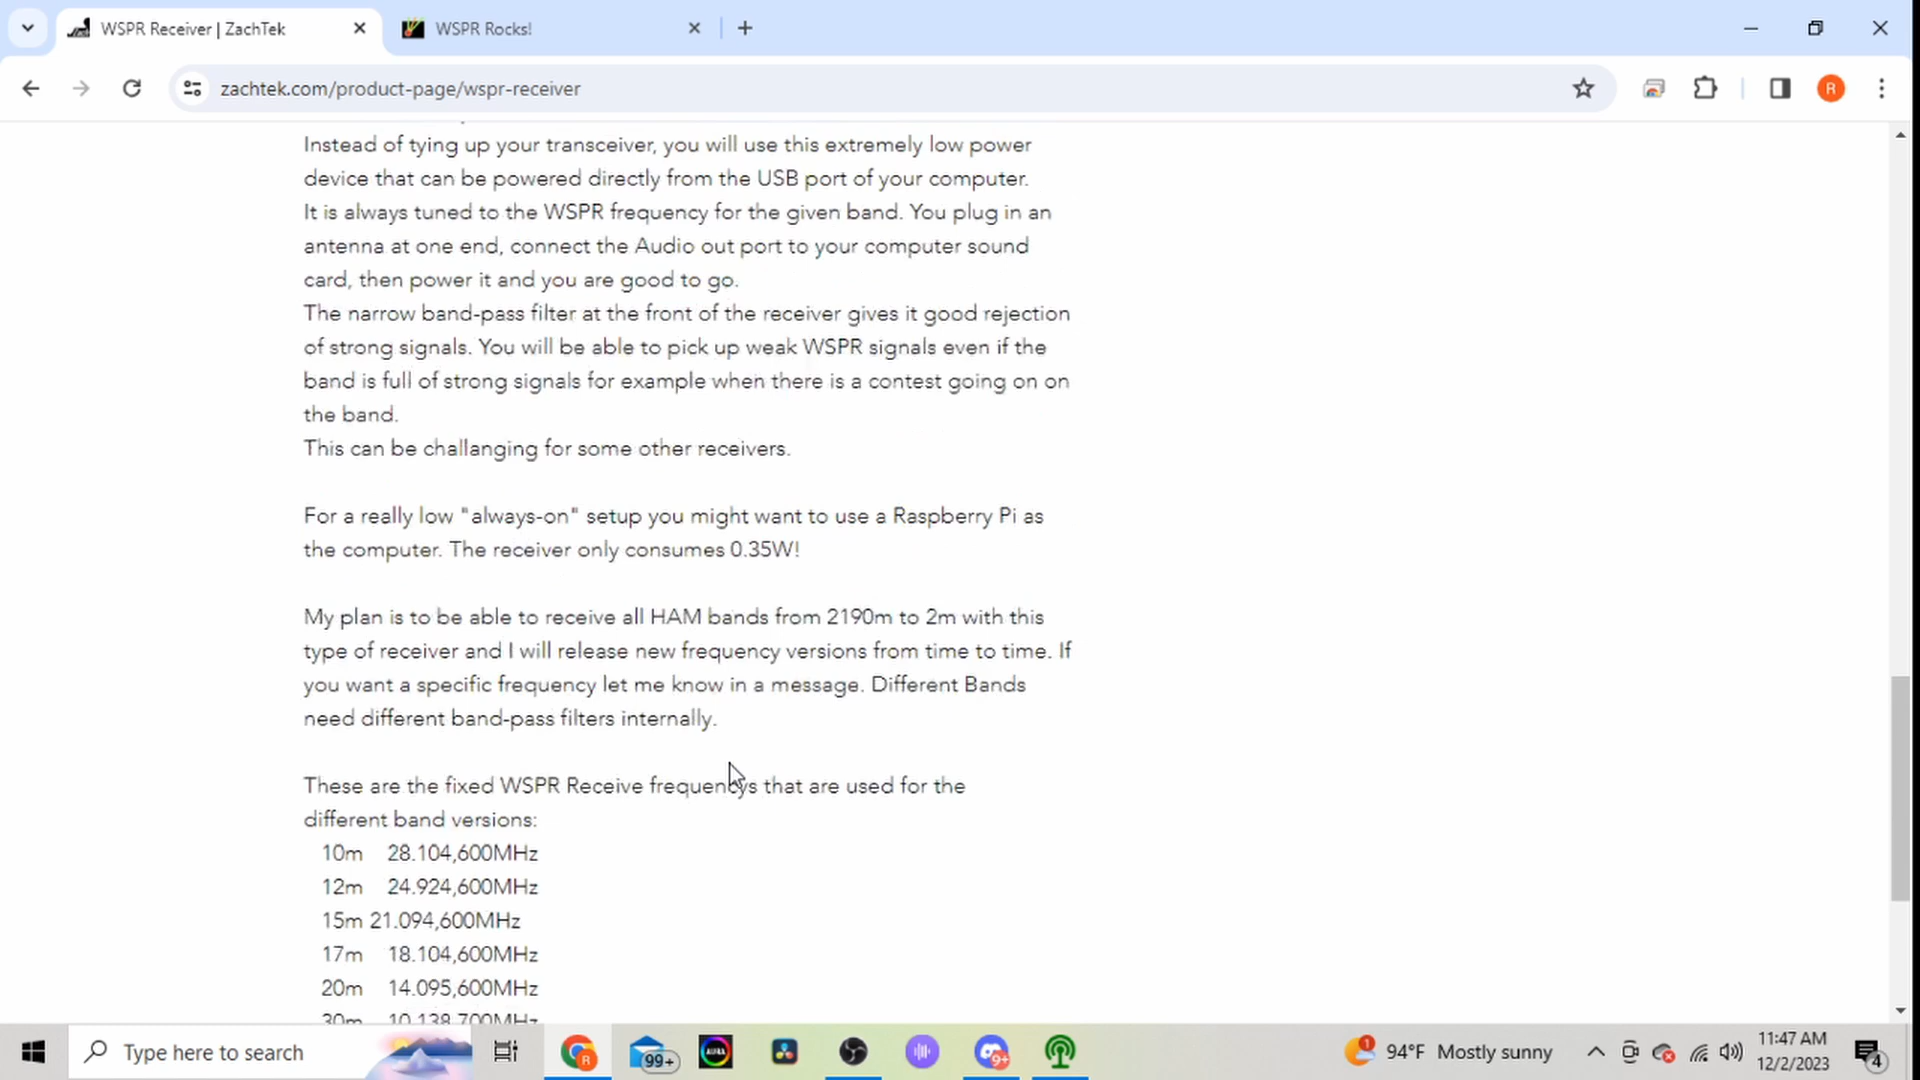 WSPR Receiver | ZachTek
WSPR Rocks!
zachtek.com/product-page/wspr-receiver
R
Instead of tying up your transceiver, you will use this extremely low power
device that can be powered directly from the USB port of your computer.
It is always tuned to the WSPR frequency for the given band. You plug in an
antenna at one end, connect the Audio out port to your computer sound
card, then power it and you are good to go.
The narrow band-pass filter at the front of the receiver gives it good rejection
of strong signals. You will be able to pick up weak WSPR signals even if the
band is full of strong signals for example when there is a contest going on on
the band.
This can be challanging for some other receivers.
For a really low "always-on" setup you might want to use a Raspberry Pi as
the computer. The receiver only consumes 0.35W!
My plan is to be able to receive all HAM bands from 2190m to 2m with this
type of receiver and I will release new frequency versions from time to time. If
you want a specific frequency let me know in a message. Different Bands
need different band-pass filters internally.
These are the fixed WSPR Receive frequencys that are used for the
different band versions:
10m 28.104,600MHz
12m 24.924,600MHz
15m 21.094,600MHz
17m 18.104,600MHz
20m 14.095,600MHz
30m 10.138,700MHz
Type here to search
R
99+
AURA
9+
1
94°F Mostly sunny
11:47 AM
12/2/2023
4